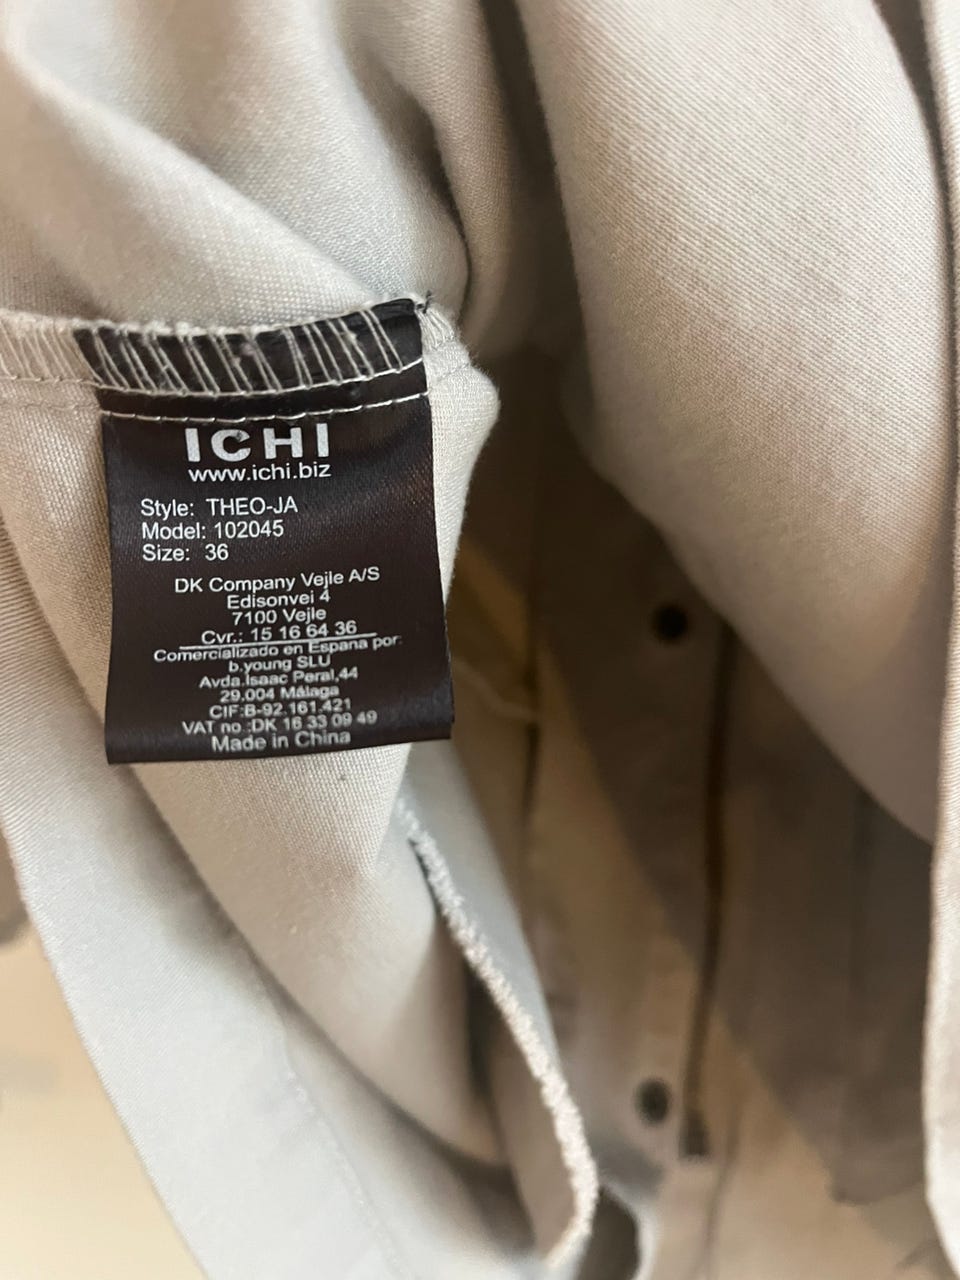 ICHI
www.ichi.biz
Style: THEO-JA
Model: 102045
Size: 36
DK Company Vejle A/S
Edisonvei 4
7100 Vejle
Cvr.: 15 16 64 36
Comercializado en Espana por:
b.young SLU
Avda.Isaac Peral,44
29.004 Málaga
CIF:B-92.161.421
VAT no.:DK 16 33 09 49
Made in China